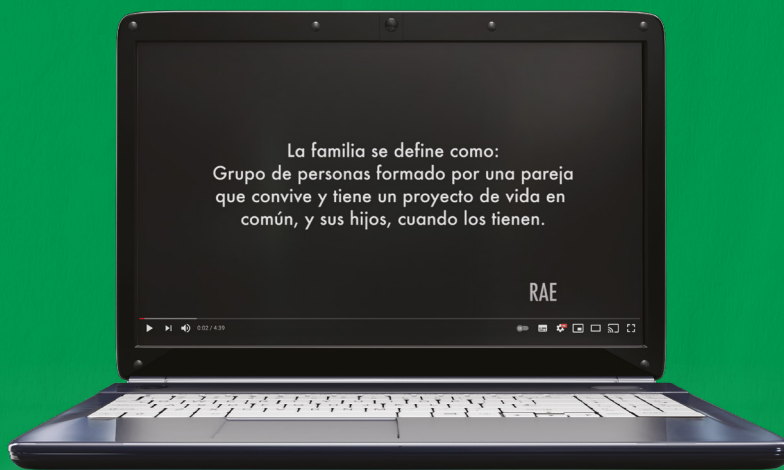 La familia se define como:
Grupo de personas formado por una pareja
que convive y tiene un proyecto de vida en
común, y sus hijos, cuando los tienen.
RAE
0:02 / 4:39